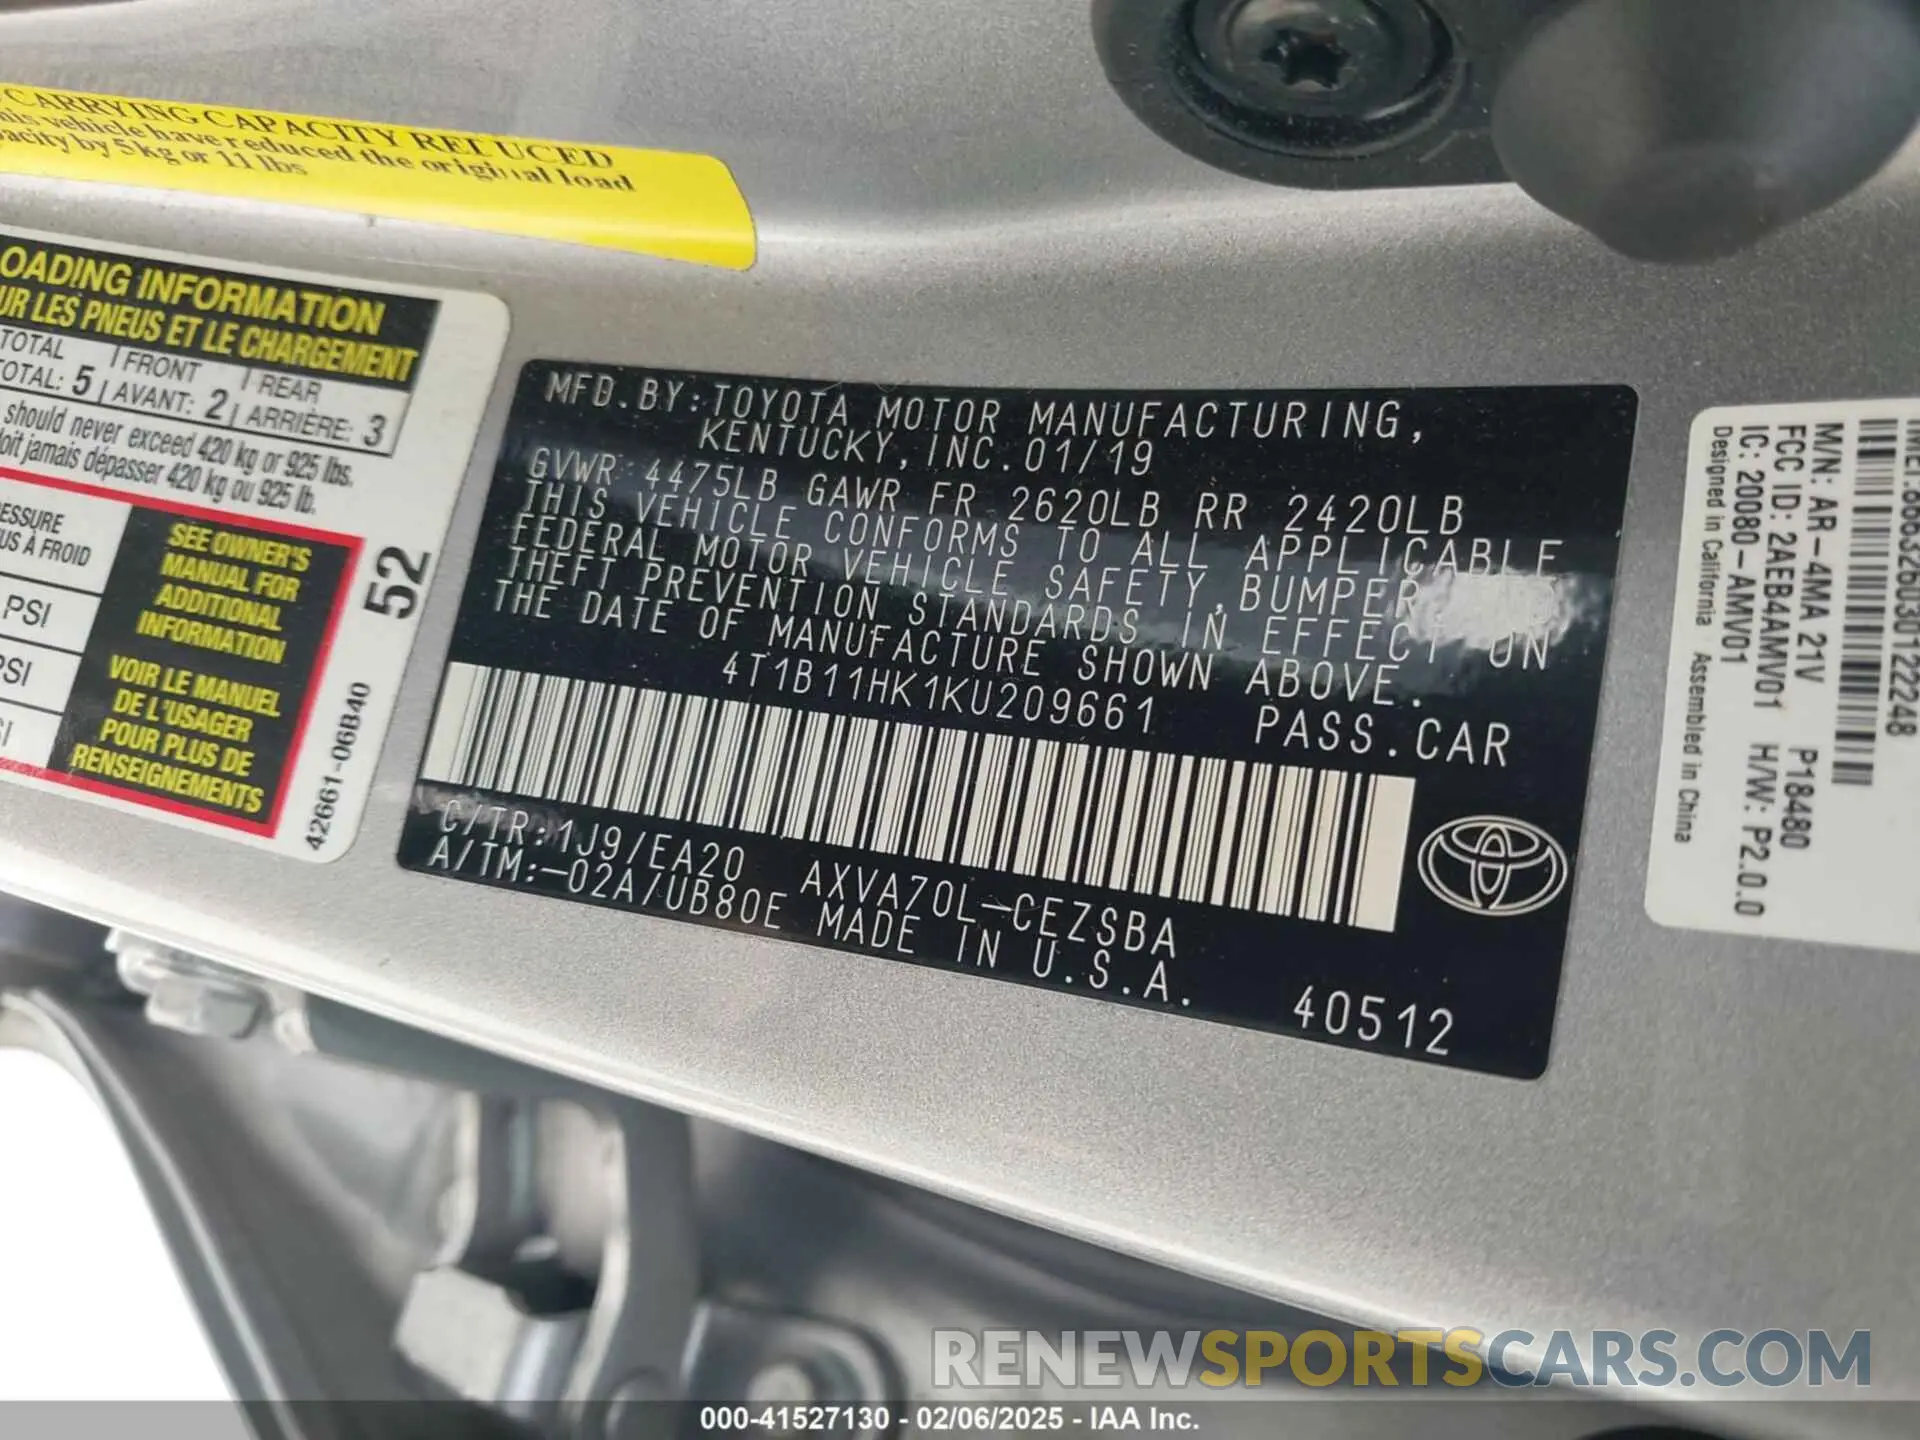 CARRYING CAPACITY REDUCED
this vehicle have reduced the original load
capacity by 5 kg or 11 lbs
OADING INFORMATION
UR LES PNEUS ET LE CHARGEMENT
TOTAL | FRONT | REAR
TOTAL: 5 | AVANT: 2 | ARRIÈRE: 3
should never exceed 420 kg or 925 lbs.
doit jamais dépasser 420 kg ou 925 lb.
ESSURE
US À FROID
PSI
PSI
SI
SEE OWNER'S
MANUAL FOR
ADDITIONAL
INFORMATION
VOIR LE MANUEL
DE L'USAGER
POUR PLUS DE
RENSEIGNEMENTS
52
42661-06B40
MFD.BY:TOYOTA MOTOR MANUFACTURING,
KENTUCKY,INC.01/19
GVWR 4475LB GAWR FR 2620LB RR 2420LB
THIS VEHICLE CONFORMS TO ALL APPLICABLE
FEDERAL MOTOR VEHICLE SAFETY,BUMPER AND
THEFT PREVENTION STANDARDS IN EFFECT ON
THE DATE OF MANUFACTURE SHOWN ABOVE.
4T1B11HK1KU209661 PASS.CAR
C/TR:1J9/EA20 AXVA70L-CEZSBA
A/TM:-02A/UB80E MADE IN U.S.A.
40512
IMEI:866326030122248
M/N: AR-4MA 21V P18480
FCC ID: 2AEB4AMV01 H/W: P2.0.0
IC: 20080-AMV01
Designed in California Assembled in China
RENEWSPORTSCARS.COM
000-41527130 - 02/06/2025 - IAA Inc.